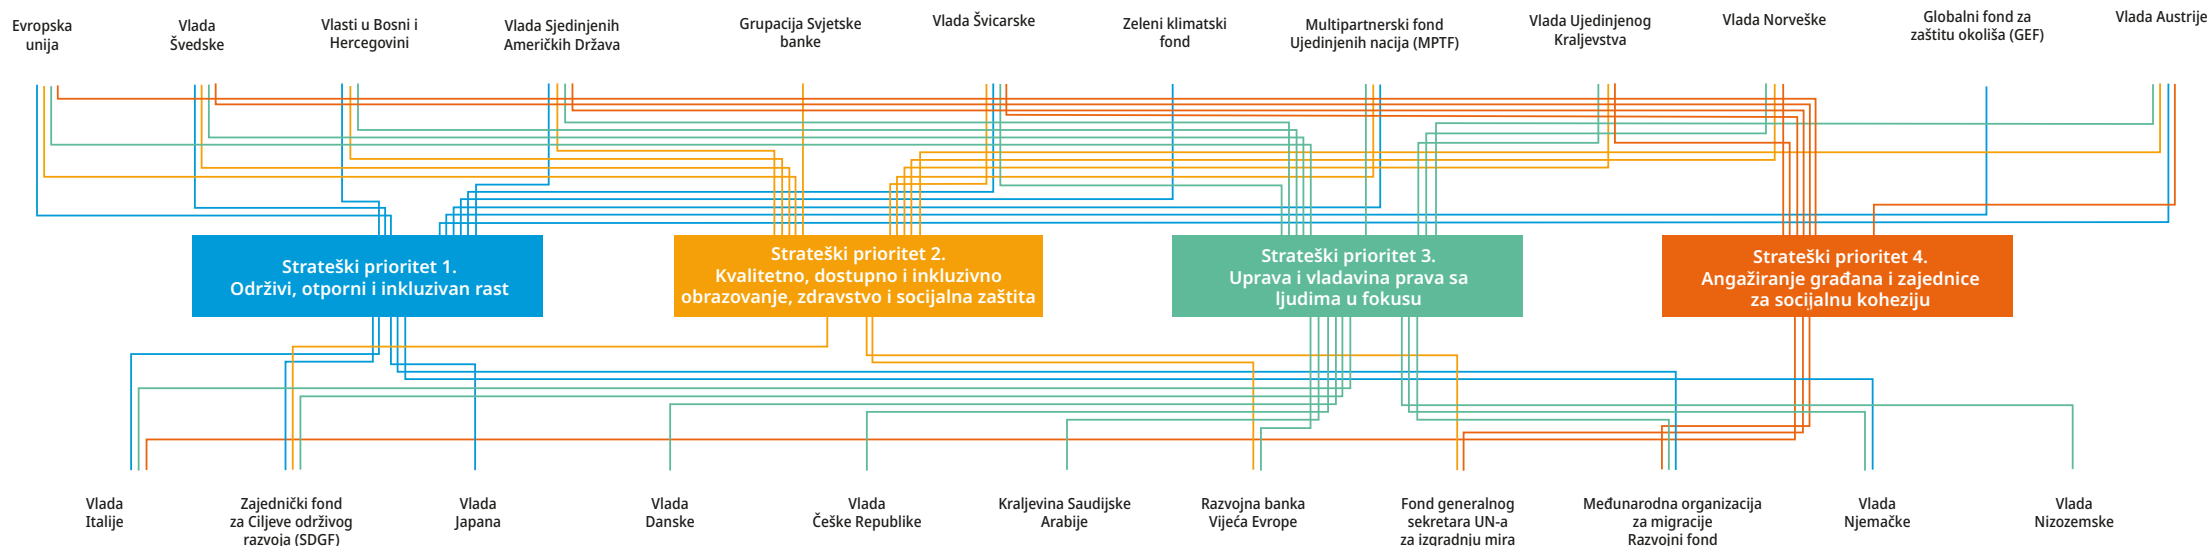 Evropska
unija
Vlada
Švedske
Vlasti u Bosni i
Hercegovini
Vlada Sjedinjenih
Američkih Država
Grupacija Svjetske
banke
Vlada Švicarske
Zeleni klimatski
fond
Multipartnerski fond
Ujedinjenih nacija (MPTF)
Vlada Ujedinjenog
Kraljevstva
Vlada Norveške
Globalni fond za
zaštitu okoliša (GEF)
Vlada Austrije
Strateški prioritet 1.
Održivi, otporni i inkluzivan rast
Strateški prioritet 2.
Kvalitetno, dostupno i inkluzivno
obrazovanje, zdravstvo i socijalna zaštita
Strateški prioritet 3.
Uprava i vladavina prava sa
ljudima u fokusu
Strateški prioritet 4.
Angažiranje građana i zajednice
za socijalnu koheziju
Vlada
Italije
Zajednički fond
za Ciljeve održivog
razvoja (SDGF)
Vlada
Japana
Vlada
Danske
Vlada
Češke Republike
Kraljevina Saudijske
Arabije
Razvojna banka
Vijeća Evrope
Fond generalnog
sekretara UN-a
za izgradnju mira
Međunarodna organizacija
za migracije
Razvojni fond
Vlada
Njemačke
Vlada
Nizozemske